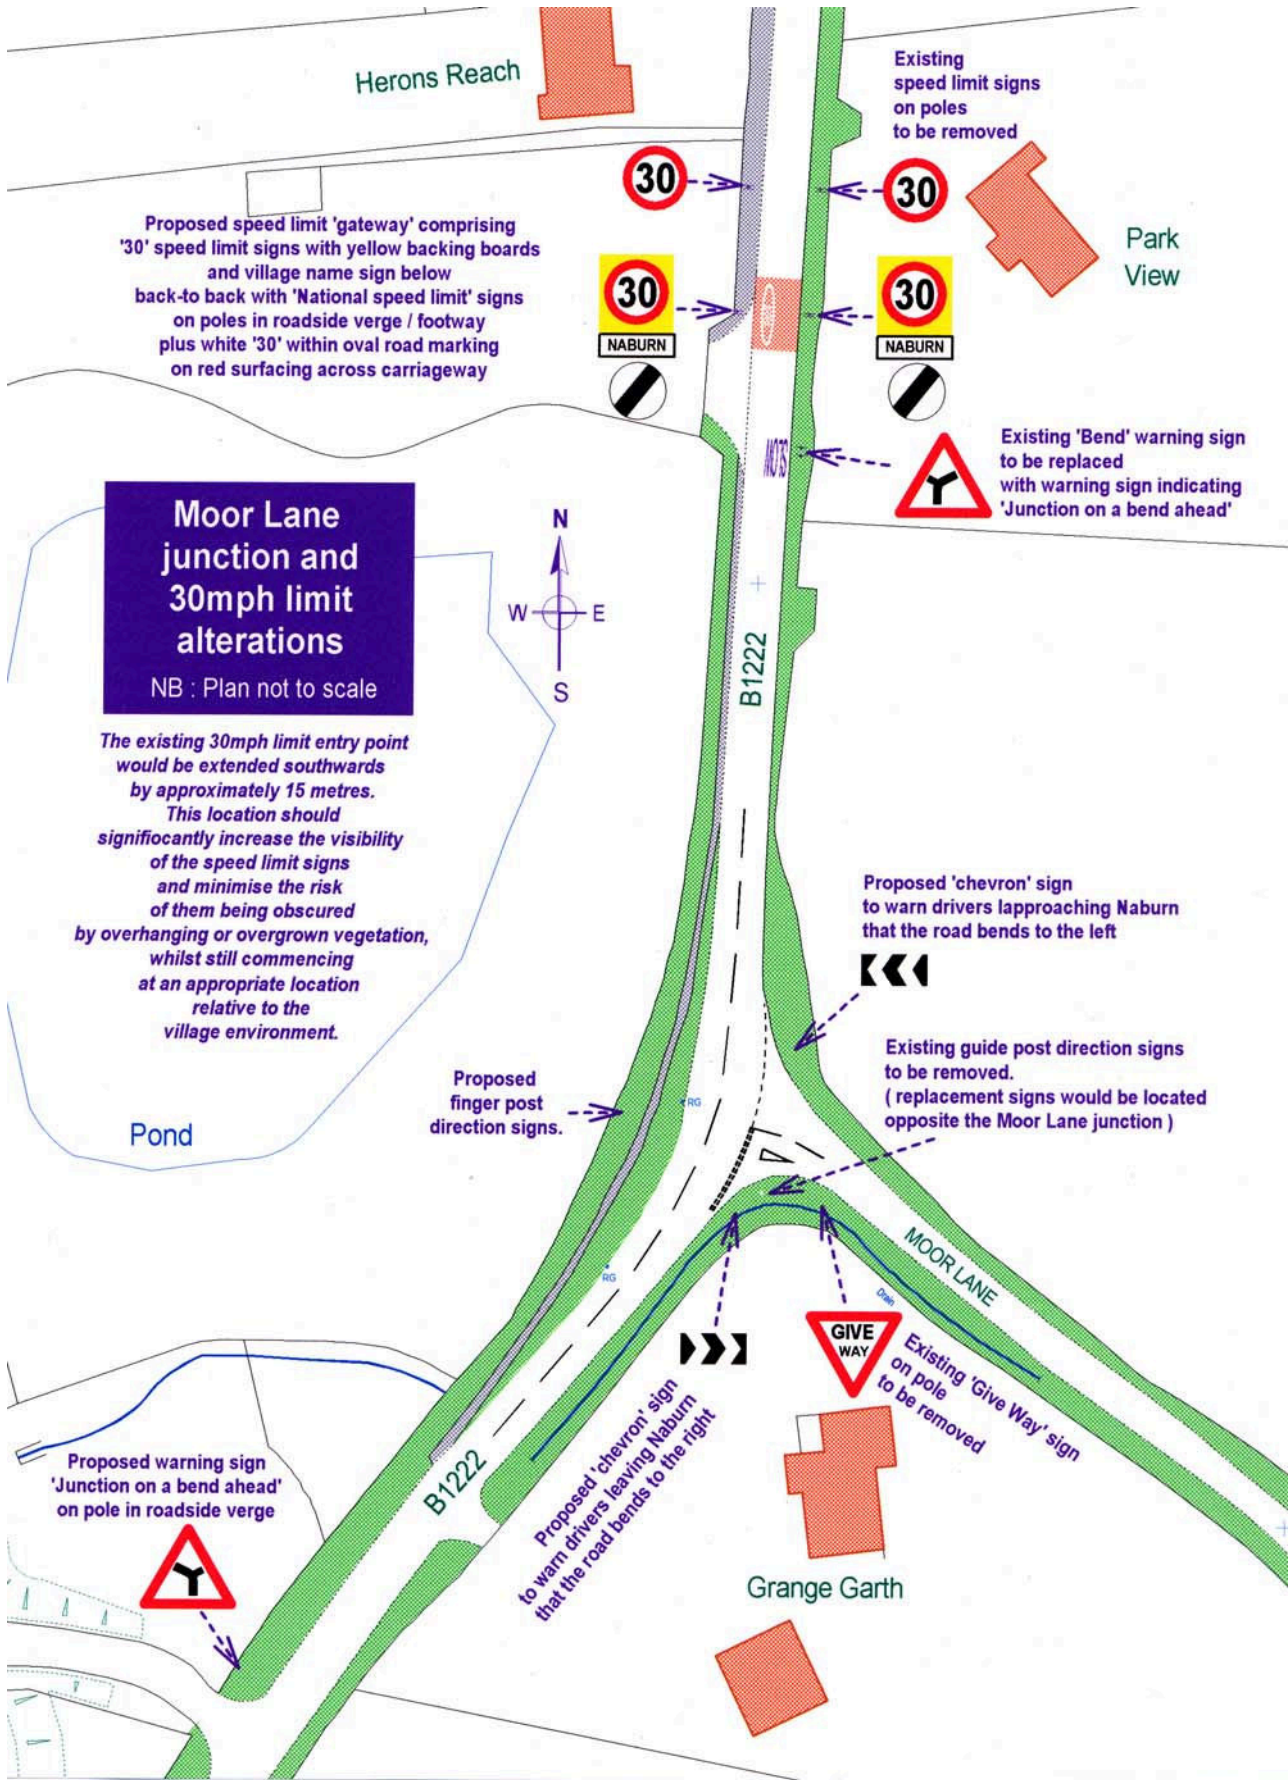 Herons Reach
Existing
speed limit signs
on poles
to be removed
30
30
Park
View
Proposed speed limit 'gateway' comprising
'30' speed limit signs with yellow backing boards
and village name sign below
back-to back with 'National speed limit' signs
on poles in roadside verge / footway
plus white '30' within oval road marking
on red surfacing across carriageway
30
NABURN
30
NABURN
SLOW
Existing 'Bend' warning sign
to be replaced
with warning sign indicating
'Junction on a bend ahead'
Moor Lane
junction and
30mph limit
alterations
NB : Plan not to scale
N
W E
S
B1222
The existing 30mph limit entry point
would be extended southwards
by approximately 15 metres.
This location should
signifiocantly increase the visibility
of the speed limit signs
and minimise the risk
of them being obscured
by overhanging or overgrown vegetation,
whilst still commencing
at an appropriate location
relative to the
village environment.
Proposed 'chevron' sign
to warn drivers lapproaching Naburn
that the road bends to the left
Existing guide post direction signs
to be removed.
( replacement signs would be located
opposite the Moor Lane junction )
Proposed
finger post
direction signs.
RG
Pond
MOOR LANE
RG
Drain
GIVE
WAY
Existing 'Give Way' sign
on pole
to be removed
Proposed 'chevron' sign
to warn drivers leaving Naburn
that the road bends to the right
B1222
Proposed warning sign
'Junction on a bend ahead'
on pole in roadside verge
Grange Garth